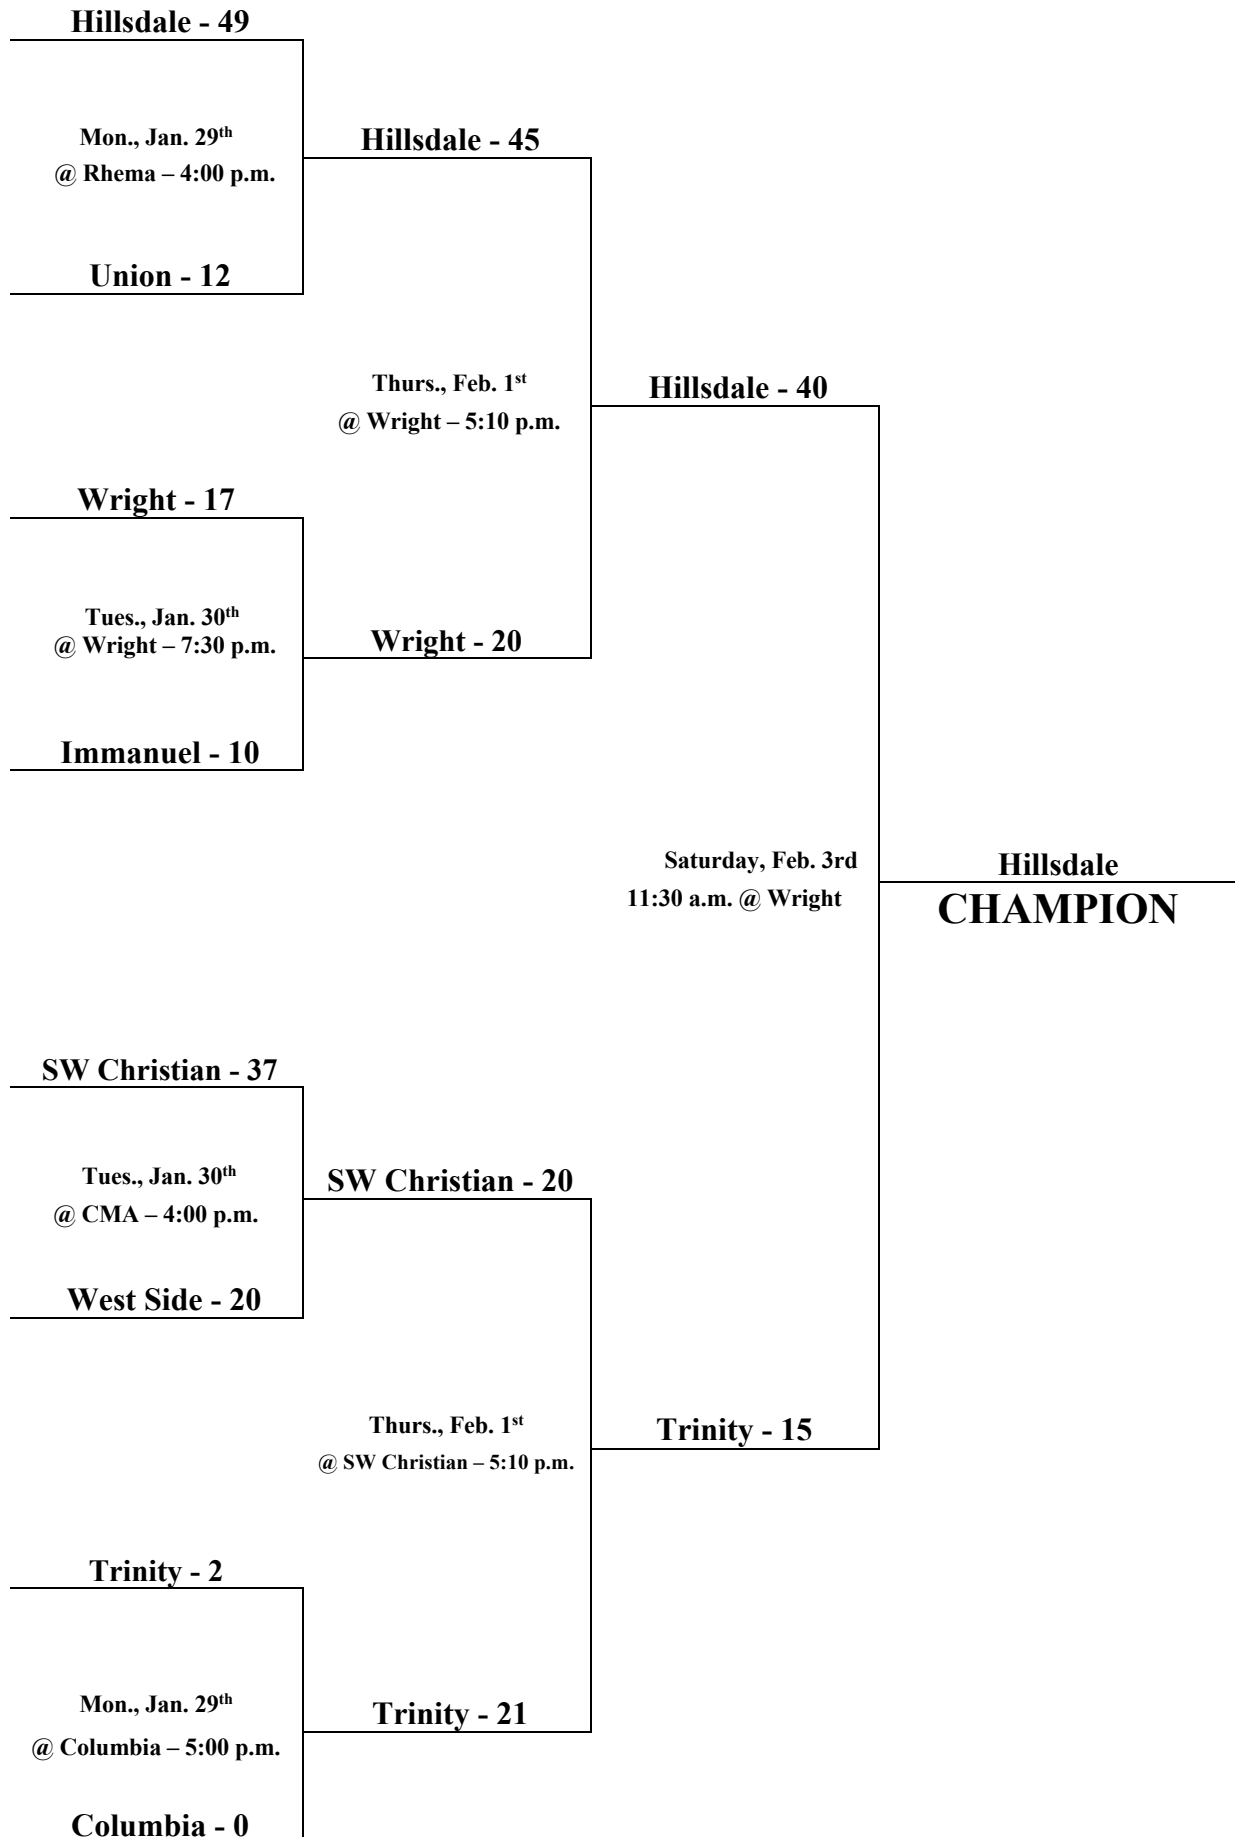 Hillsdale - 49
Mon., Jan. 29th
@ Rhema – 4:00 p.m.
Hillsdale - 45
Union - 12
Thurs., Feb. 1st
@ Wright – 5:10 p.m.
Hillsdale - 40
Wright - 17
Tues., Jan. 30th
@ Wright – 7:30 p.m.
Wright - 20
Immanuel - 10
Saturday, Feb. 3rd
11:30 a.m. @ Wright
Hillsdale
CHAMPION
SW Christian - 37
Tues., Jan. 30th
@ CMA – 4:00 p.m.
SW Christian - 20
West Side - 20
Thurs., Feb. 1st
@ SW Christian – 5:10 p.m.
Trinity - 15
Trinity - 2
Mon., Jan. 29th
@ Columbia – 5:00 p.m.
Trinity - 21
Columbia - 0